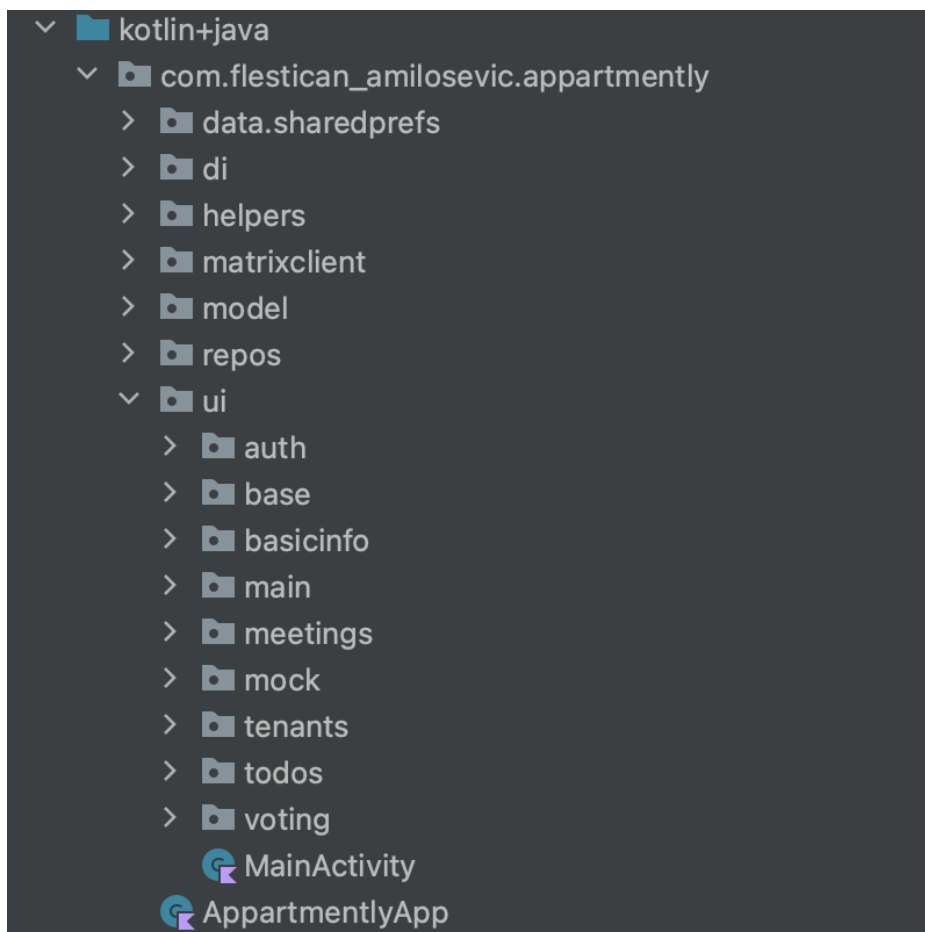 kotlin+java
com.flestican_amilosevic.appartmently
data.sharedprefs
di
helpers
matrixclient
model
repos
ui
auth
base
basicinfo
main
meetings
mock
tenants
todos
voting
MainActivity
AppartmentlyApp